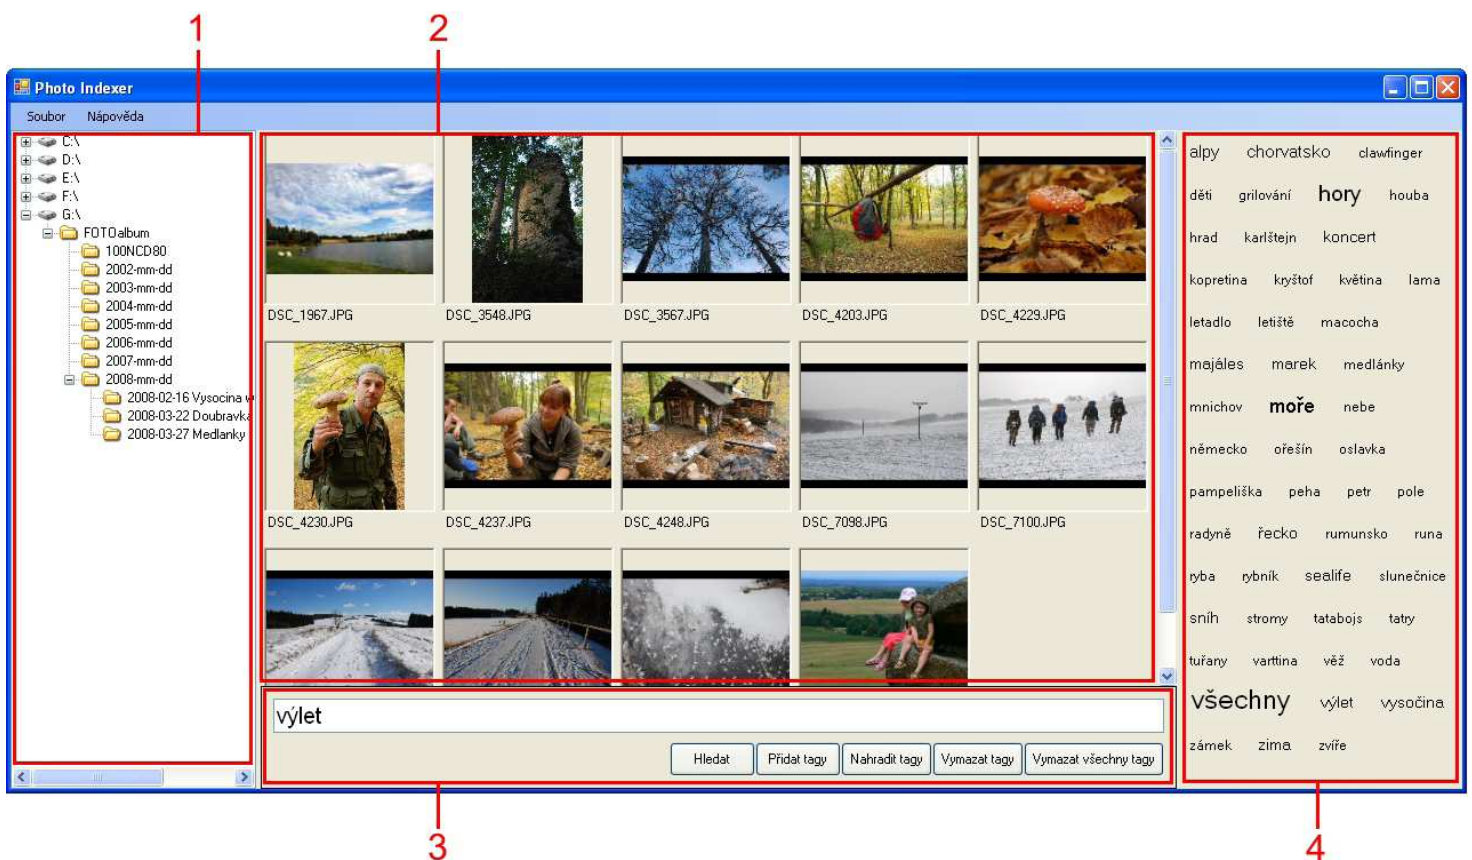 1 2
Photo Indexer
Soubor Nápověda
C:\
D:\
E:\
F:\
G:\
FOTOalbum
100NCD80
2002-mm-dd
2003-mm-dd
2004-mm-dd
2005-mm-dd
2006-mm-dd
2007-mm-dd
2008-mm-dd
2008-02-16 Vysocina
2008-03-22 Doubravka
2008-03-27 Medlanky
DSC_1967.JPG DSC_3548.JPG DSC_3567.JPG DSC_4203.JPG DSC_4229.JPG
DSC_4230.JPG DSC_4237.JPG DSC_4248.JPG DSC_7098.JPG DSC_7100.JPG
výlet
Hledat Přidat tagy Nahradit tagy Vymazat tagy Vymazat všechny tagy
alpy chorvatsko clawfinger
děti grilování hory houba
hrad karlštejn koncert
kopretina kryštof květina lama
letadlo letiště macocha
majáles marek medlánky
mnichov moře nebe
německo ořešín oslavka
pampeliška peha petr pole
radyně řecko rumunsko runa
ryba rybník sealife slunečnice
sníh stromy tatabojs tatry
tuřany varttina věž voda
všechny výlet vysočina
zámek zima zvíře
3 4